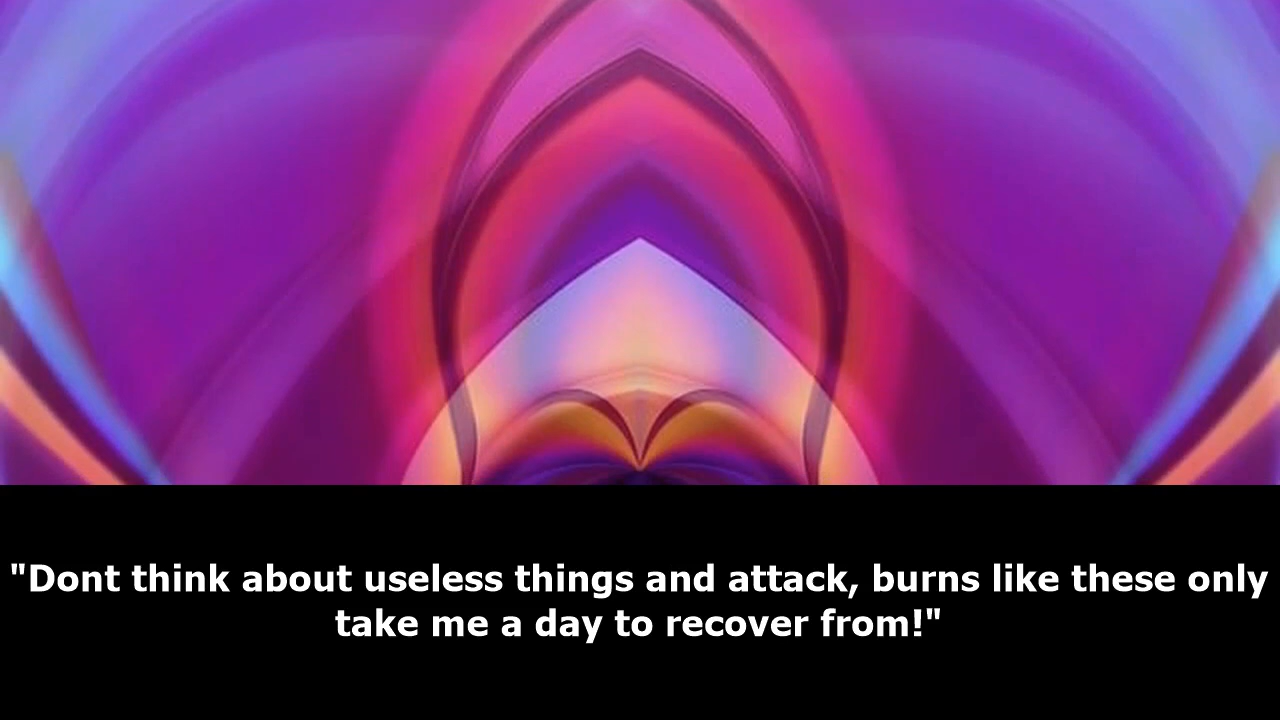 "Dont think about useless things and attack, burns like these only
take me a day to recover from!"